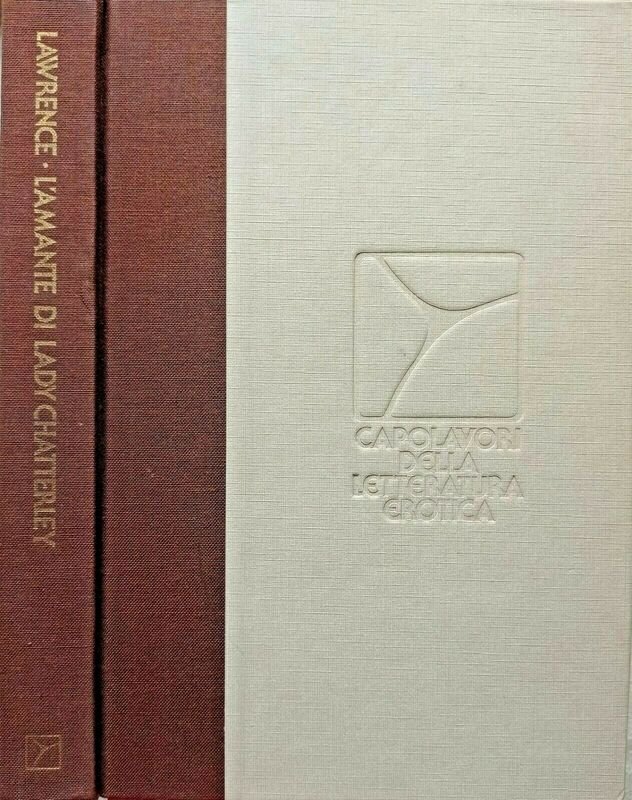 LAWRENCE · L'AMANTE DI LADY CHATTERLEY
CAPOLAVORI
DELLA
LETTERATURA
EROTICA